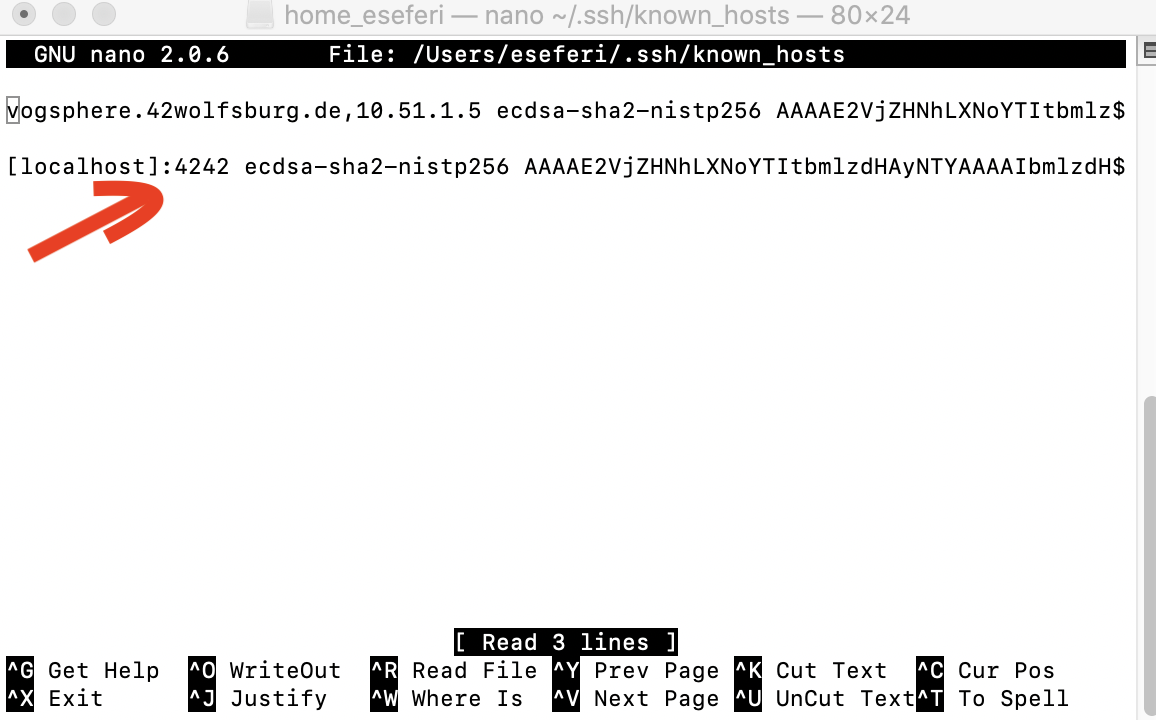 home_eseferi — nano ~/.ssh/known_hosts — 80×24
GNU nano 2.0.6 File: /Users/eseferi/.ssh/known_hosts
vogsphere.42wolfsburg.de,10.51.1.5 ecdsa-sha2-nistp256 AAAAE2VjZHNhLXNoYTItbmlz$
[localhost]:4242 ecdsa-sha2-nistp256 AAAAE2VjZHNhLXNoYTItbmlzdHAyNTYAAAAIbmlzdH$
[ Read 3 lines ]
^G Get Help ^O WriteOut ^R Read File ^Y Prev Page ^K Cut Text ^C Cur Pos
^X Exit ^J Justify ^W Where Is ^V Next Page ^U UnCut Text^T To Spell